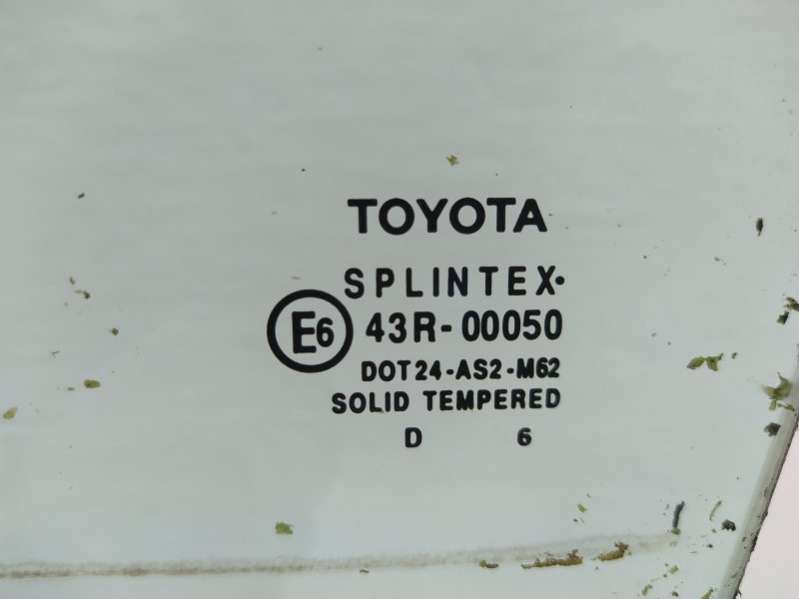 TOYOTA
SPLINTEX·
E6 43R-00050
DOT24-AS2-M62
SOLID TEMPERED
D 6